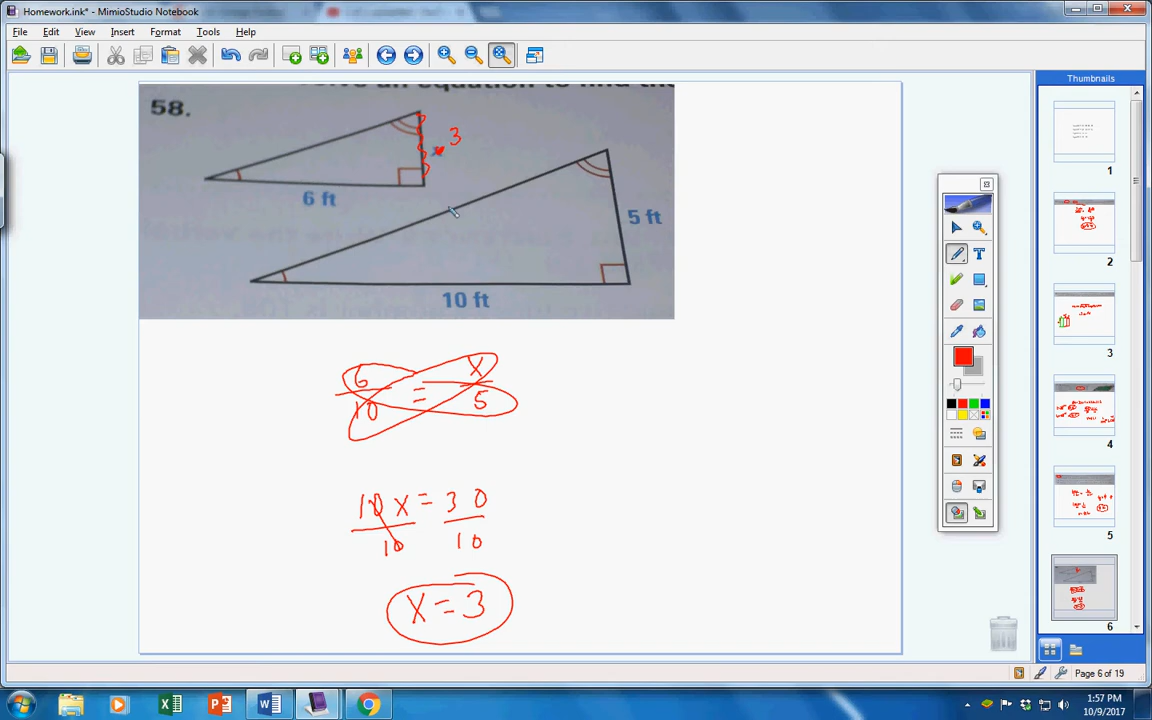 Homework.ink* - MimioStudio Notebook
File Edit View Insert Format Tools Help
Thumbnails
58.
3
6 ft
5 ft
10 ft
6 = x
10 5
10x = 30
10 10
x = 3
T
1
2
3
4
5
6
Page 6 of 19
1:57 PM
10/9/2017